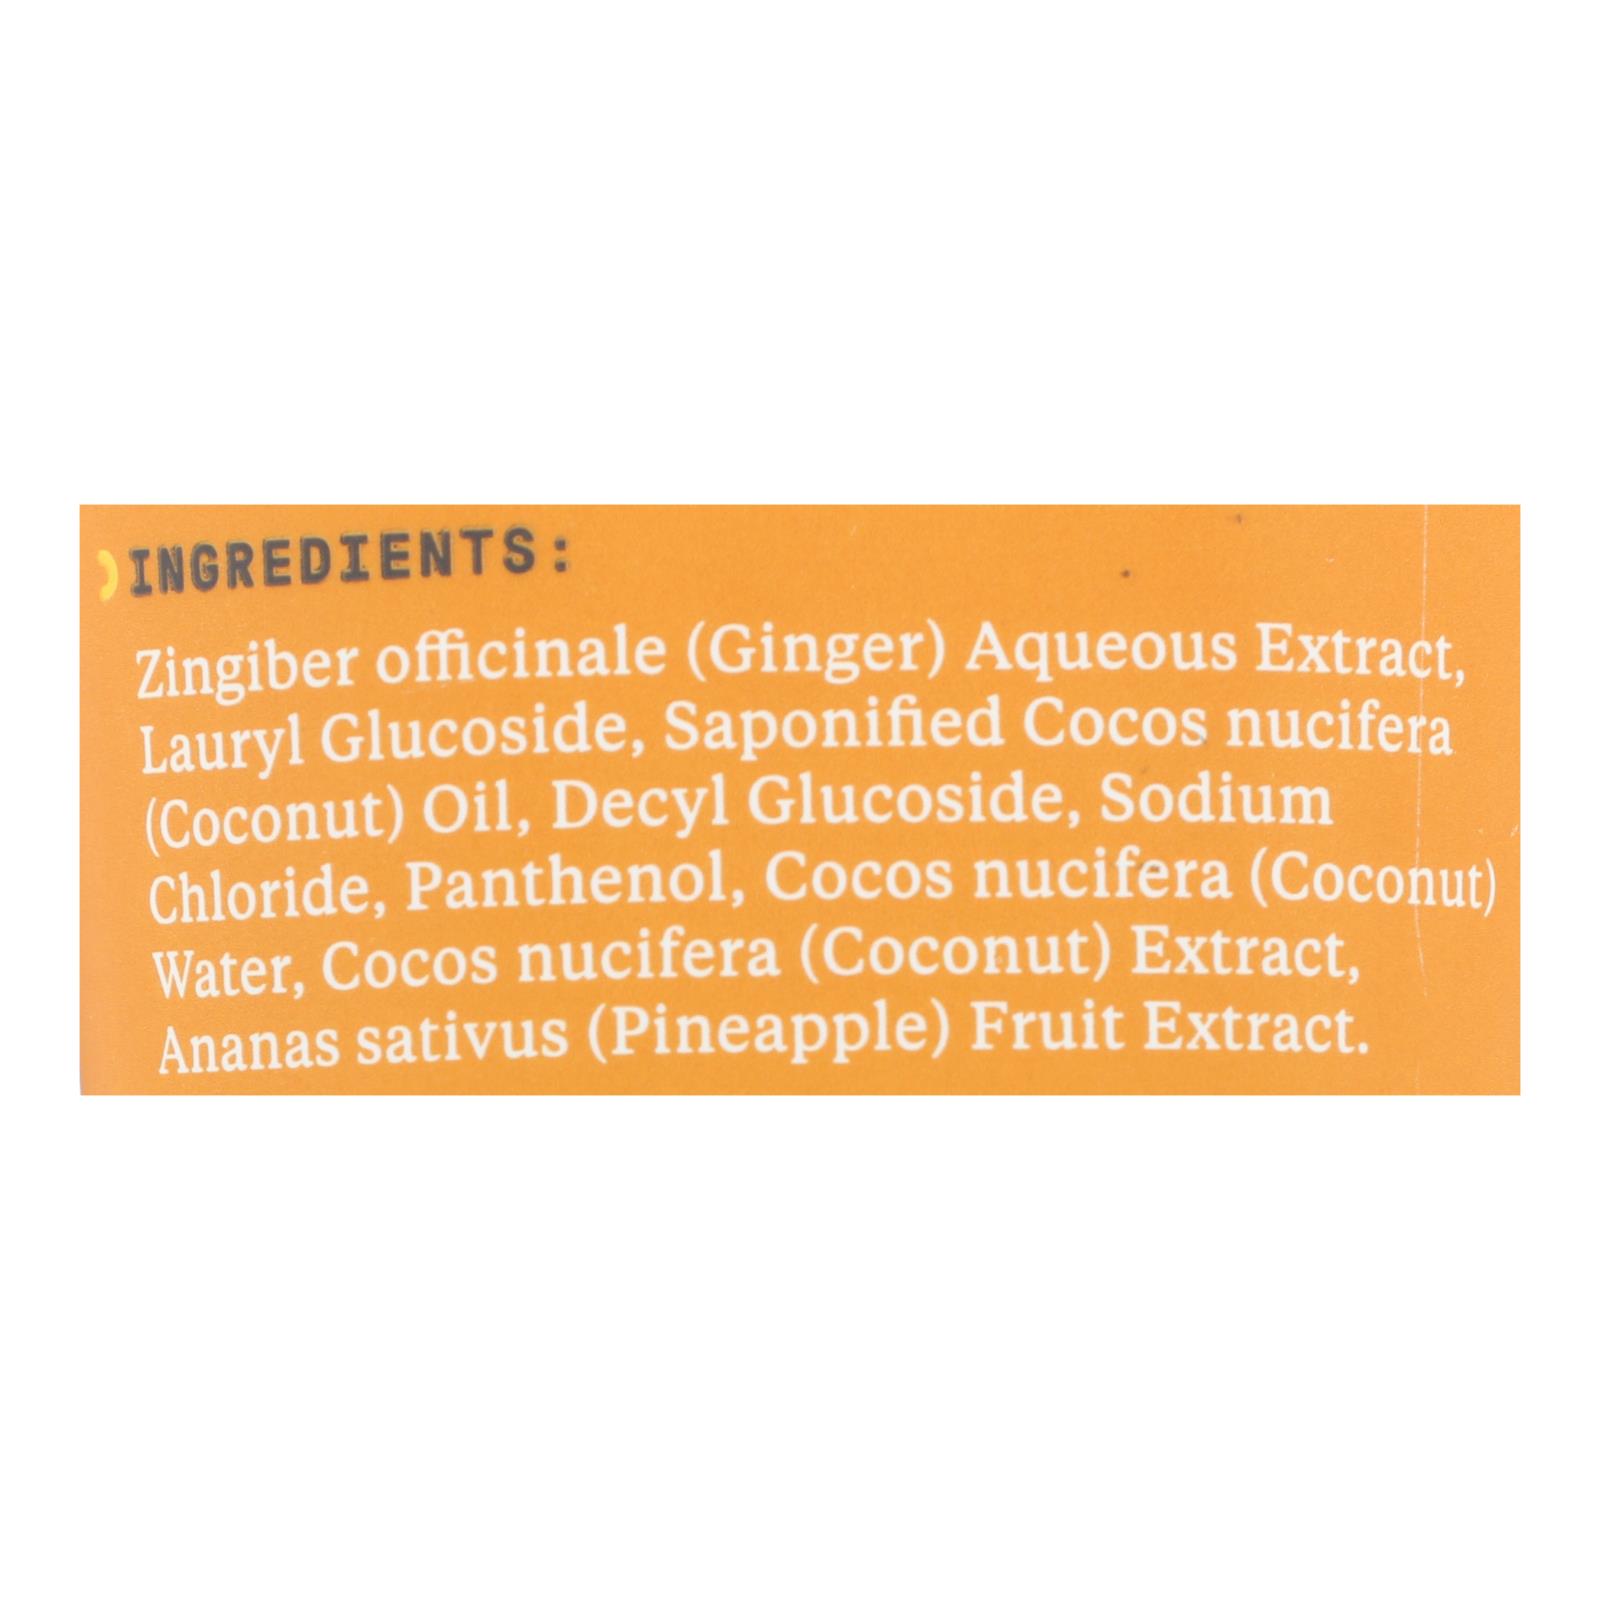 INGREDIENTS:
Zingiber officinale (Ginger) Aqueous Extract,
Lauryl Glucoside, Saponified Cocos nucifera
(Coconut) Oil, Decyl Glucoside, Sodium
Chloride, Panthenol, Cocos nucifera (Coconut)
Water, Cocos nucifera (Coconut) Extract,
Ananas sativus (Pineapple) Fruit Extract.